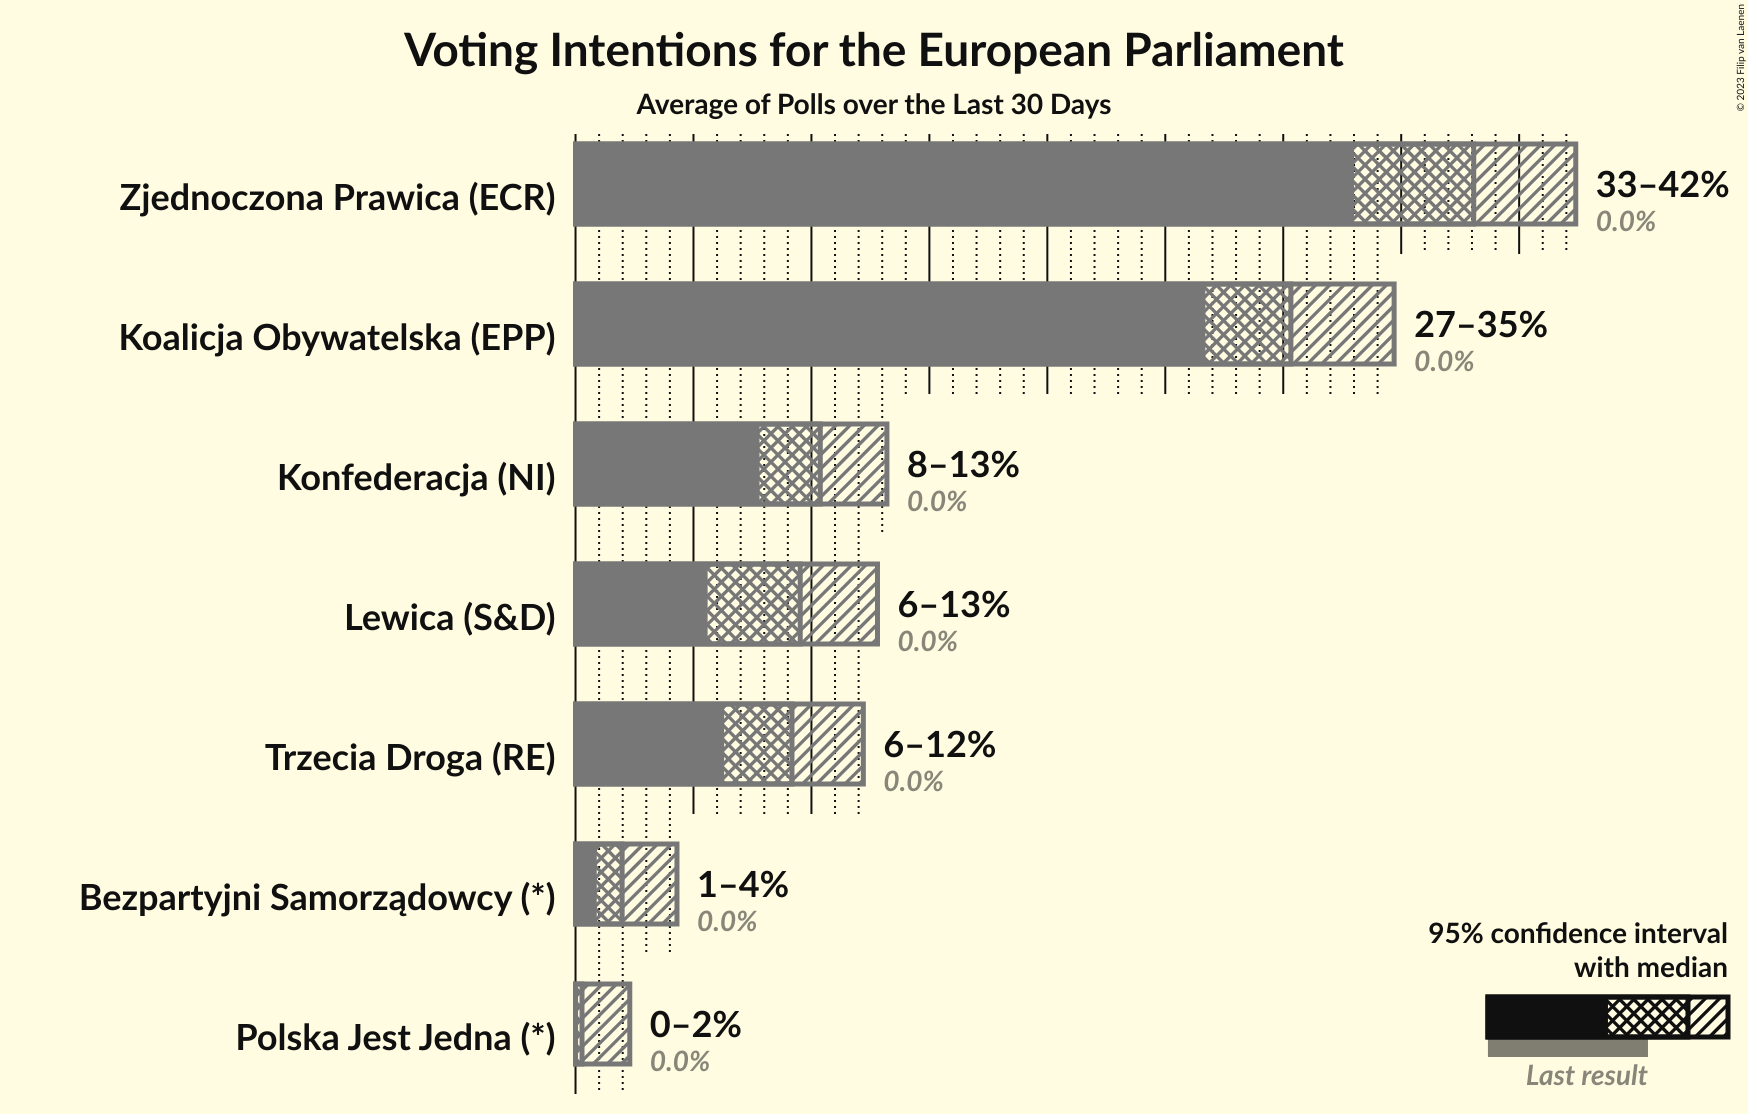 Voting Intentions for the European Parliament
Average of Polls over the Last 30 Days
© 2023 Filip van Laenen
Zjednoczona Prawica (ECR)
33–42%
0.0%
Koalicja Obywatelska (EPP)
27–35%
0.0%
Konfederacja (NI)
8–13%
0.0%
Lewica (S&D)
6–13%
0.0%
Trzecia Droga (RE)
6–12%
0.0%
Bezpartyjni Samorządowcy (*)
1–4%
0.0%
Polska Jest Jedna (*)
0–2%
0.0%
95% confidence interval
with median
Last result